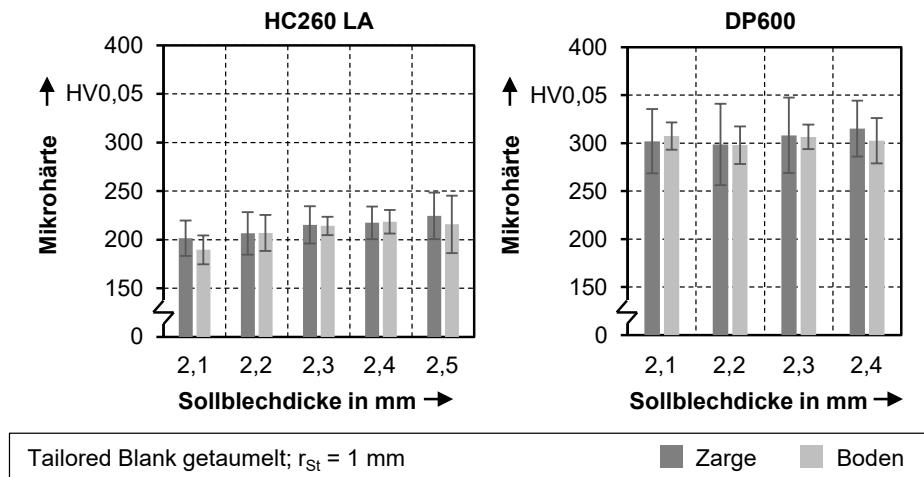 HC260 LA
400
HV0,05
300
250
200
150
0
Mikrohärte
2,1 2,2 2,3 2,4 2,5
Sollblechdicke in mm
DP600
400
HV0,05
300
250
200
150
0
Mikrohärte
2,1 2,2 2,3 2,4
Sollblechdicke in mm
Tailored Blank getaumelt; rSt = 1 mm Zarge Boden